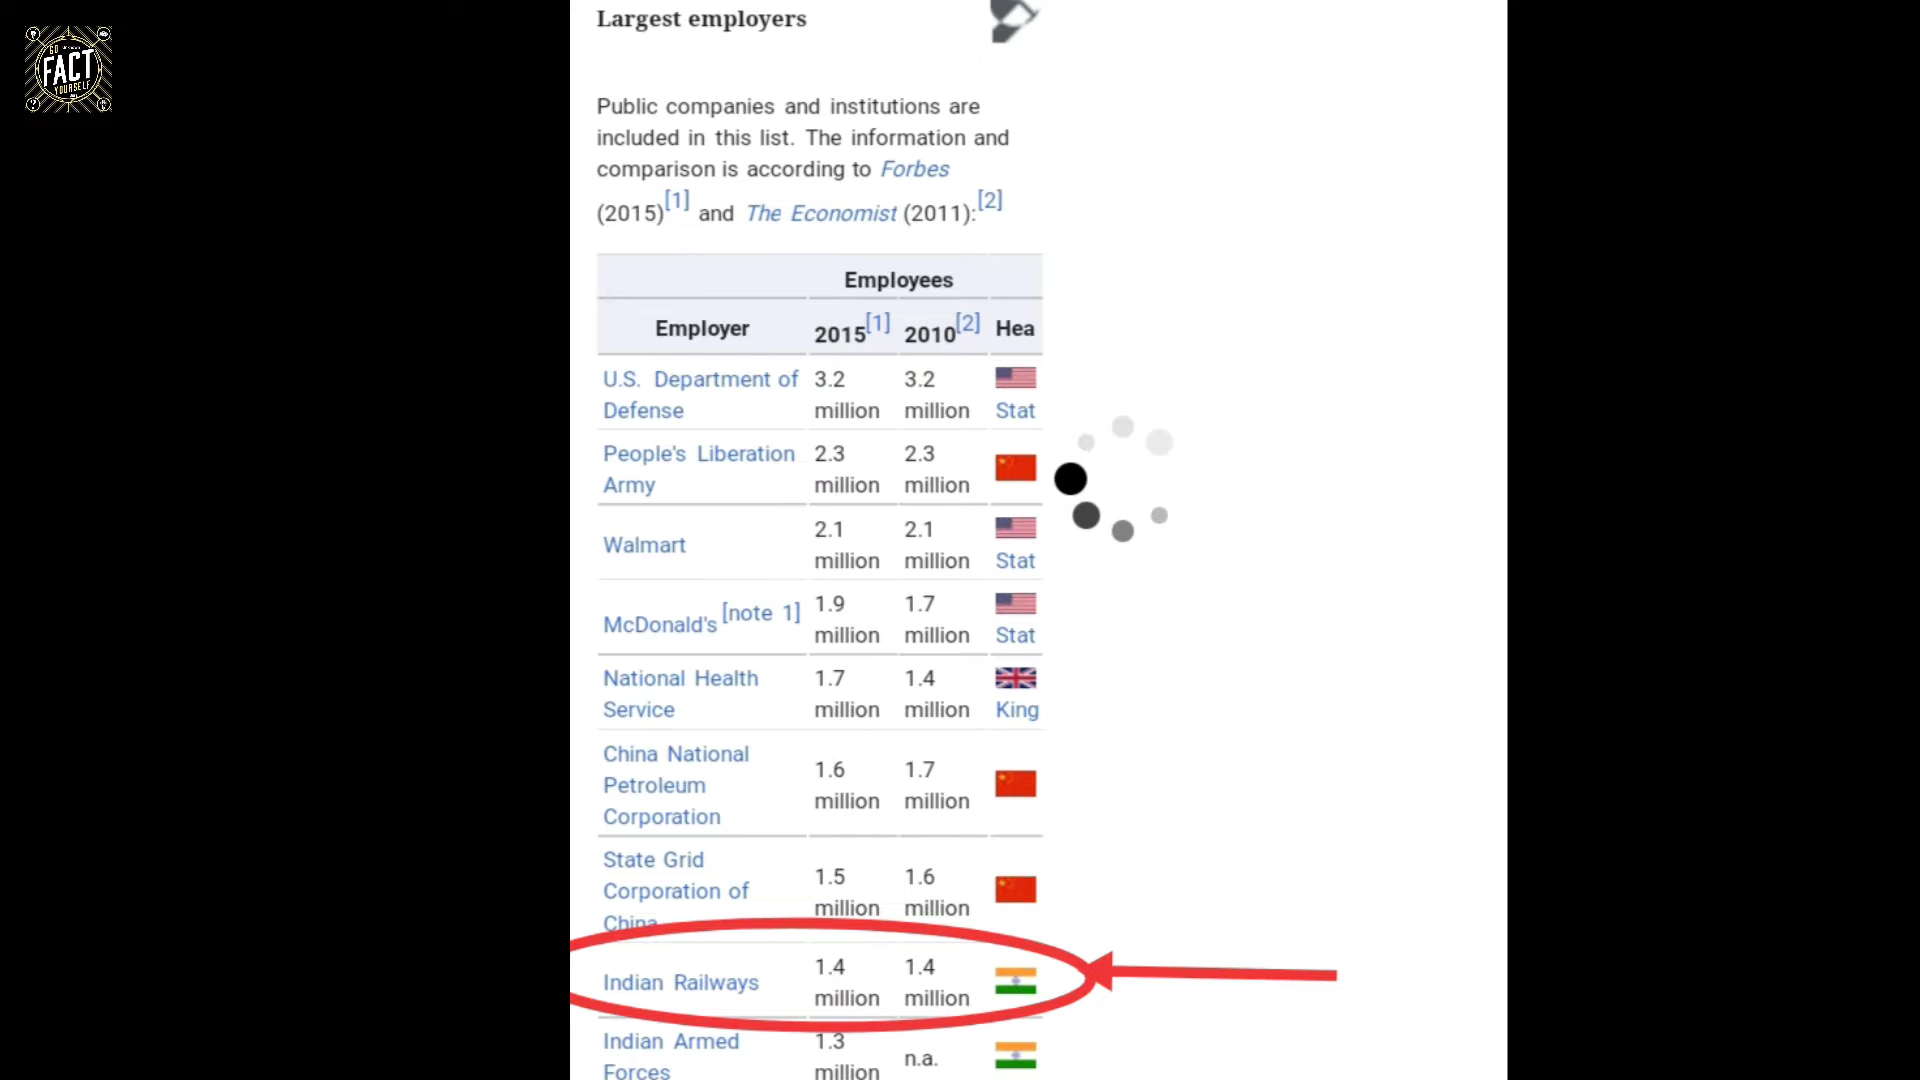 GO
FACT
YOURSELF
Largest employers
Public companies and institutions are
included in this list. The information and
comparison is according to Forbes
(2015)[1] and The Economist (2011):[2]
Employees
Employer 2015[1] 2010[2] Hea
U.S. Department of Defense 3.2 million 3.2 million Stat
People's Liberation Army 2.3 million 2.3 million
Walmart 2.1 million 2.1 million Stat
McDonald's[note 1] 1.9 million 1.7 million Stat
National Health Service 1.7 million 1.4 million King
China National Petroleum Corporation 1.6 million 1.7 million
State Grid Corporation of China 1.5 million 1.6 million
Indian Railways 1.4 million 1.4 million
Indian Armed Forces 1.3 million n.a.